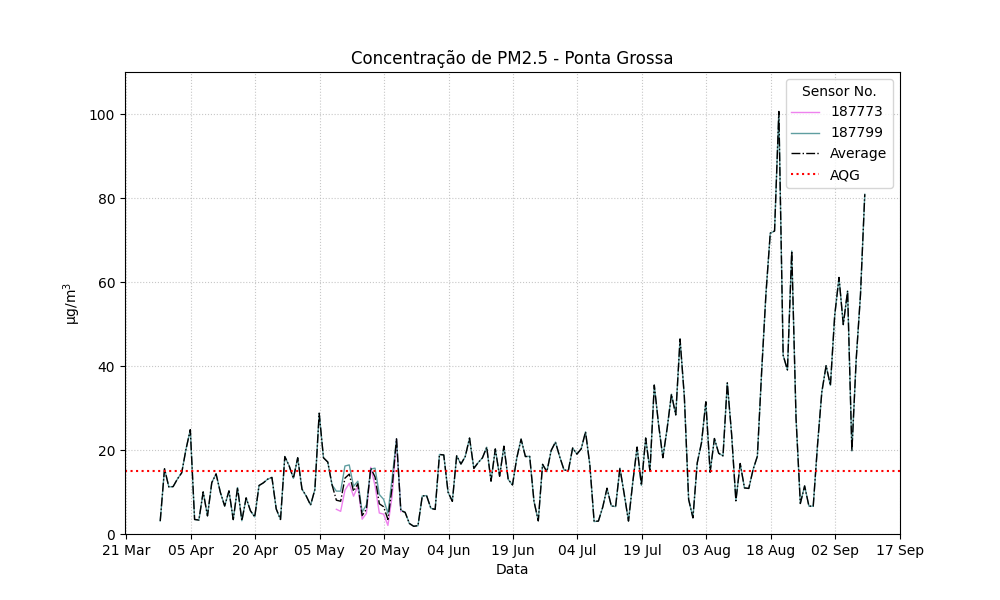 Concentração de PM2.5 - Ponta Grossa
Sensor No.
187773
187799
Average
AQG
100
80
60
40
20
0
µg/m³
21 Mar
05 Apr
20 Apr
05 May
20 May
04 Jun
19 Jun
04 Jul
19 Jul
03 Aug
18 Aug
02 Sep
17 Sep
Data